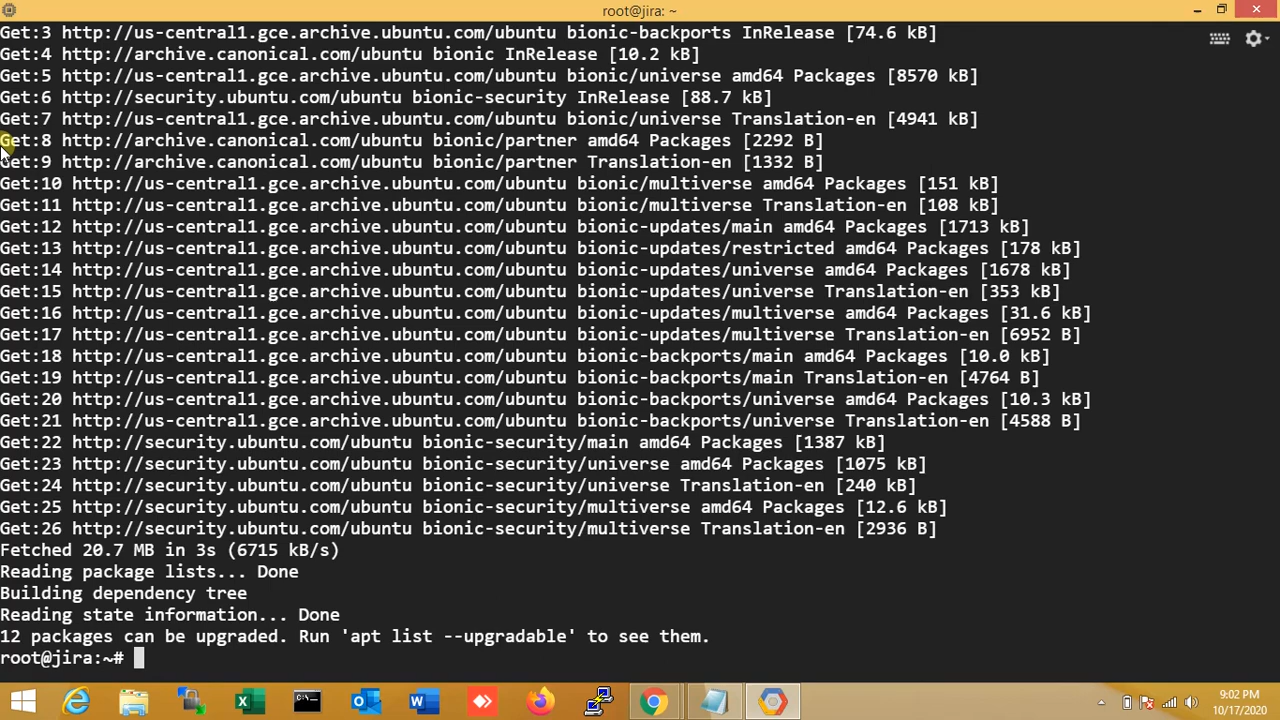 root@jira: ~
Get:3 http://us-central1.gce.archive.ubuntu.com/ubuntu bionic-backports InRelease [74.6 kB]
Get:4 http://archive.canonical.com/ubuntu bionic InRelease [10.2 kB]
Get:5 http://us-central1.gce.archive.ubuntu.com/ubuntu bionic/universe amd64 Packages [8570 kB]
Get:6 http://security.ubuntu.com/ubuntu bionic-security InRelease [88.7 kB]
Get:7 http://us-central1.gce.archive.ubuntu.com/ubuntu bionic/universe Translation-en [4941 kB]
Get:8 http://archive.canonical.com/ubuntu bionic/partner amd64 Packages [2292 B]
Get:9 http://archive.canonical.com/ubuntu bionic/partner Translation-en [1332 B]
Get:10 http://us-central1.gce.archive.ubuntu.com/ubuntu bionic/multiverse amd64 Packages [151 kB]
Get:11 http://us-central1.gce.archive.ubuntu.com/ubuntu bionic/multiverse Translation-en [108 kB]
Get:12 http://us-central1.gce.archive.ubuntu.com/ubuntu bionic-updates/main amd64 Packages [1713 kB]
Get:13 http://us-central1.gce.archive.ubuntu.com/ubuntu bionic-updates/restricted amd64 Packages [178 kB]
Get:14 http://us-central1.gce.archive.ubuntu.com/ubuntu bionic-updates/universe amd64 Packages [1678 kB]
Get:15 http://us-central1.gce.archive.ubuntu.com/ubuntu bionic-updates/universe Translation-en [353 kB]
Get:16 http://us-central1.gce.archive.ubuntu.com/ubuntu bionic-updates/multiverse amd64 Packages [31.6 kB]
Get:17 http://us-central1.gce.archive.ubuntu.com/ubuntu bionic-updates/multiverse Translation-en [6952 B]
Get:18 http://us-central1.gce.archive.ubuntu.com/ubuntu bionic-backports/main amd64 Packages [10.0 kB]
Get:19 http://us-central1.gce.archive.ubuntu.com/ubuntu bionic-backports/main Translation-en [4764 B]
Get:20 http://us-central1.gce.archive.ubuntu.com/ubuntu bionic-backports/universe amd64 Packages [10.3 kB]
Get:21 http://us-central1.gce.archive.ubuntu.com/ubuntu bionic-backports/universe Translation-en [4588 B]
Get:22 http://security.ubuntu.com/ubuntu bionic-security/main amd64 Packages [1387 kB]
Get:23 http://security.ubuntu.com/ubuntu bionic-security/universe amd64 Packages [1075 kB]
Get:24 http://security.ubuntu.com/ubuntu bionic-security/universe Translation-en [240 kB]
Get:25 http://security.ubuntu.com/ubuntu bionic-security/multiverse amd64 Packages [12.6 kB]
Get:26 http://security.ubuntu.com/ubuntu bionic-security/multiverse Translation-en [2936 B]
Fetched 20.7 MB in 3s (6715 kB/s)
Reading package lists... Done
Building dependency tree
Reading state information... Done
12 packages can be upgraded. Run 'apt list --upgradable' to see them.
root@jira:~#
9:02 PM
10/17/2020